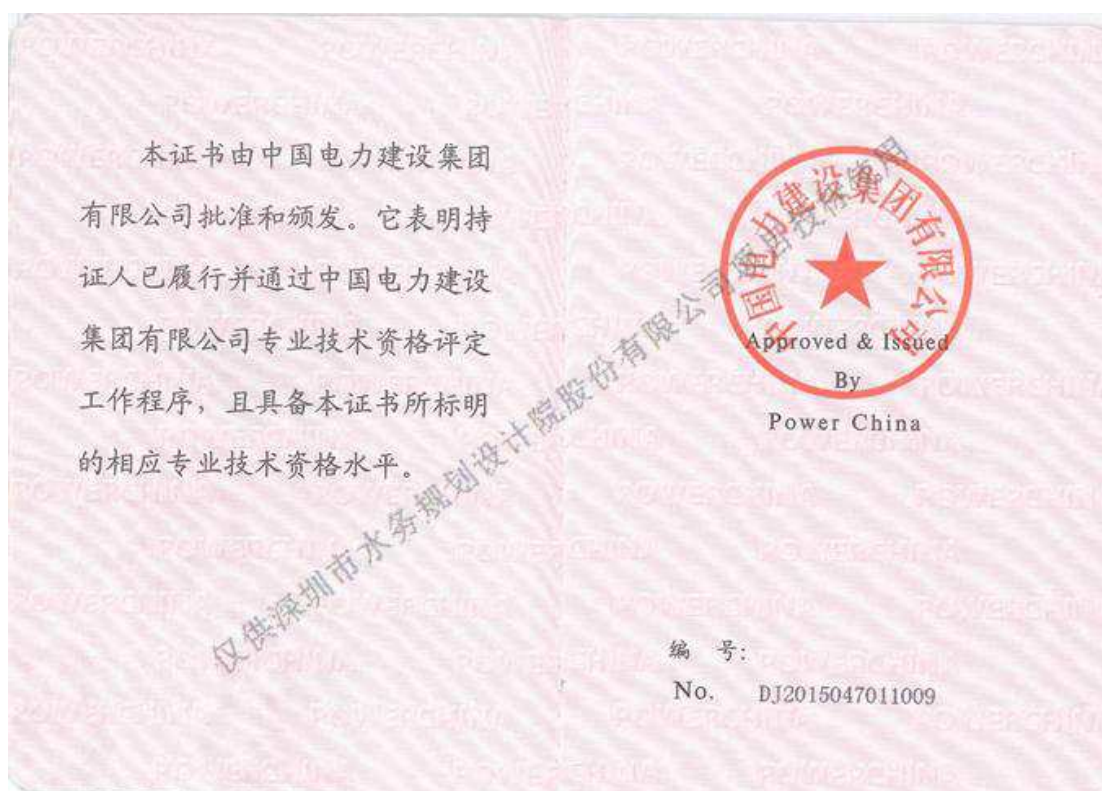 本证书由中国电力建设集团
有限公司批准和颁发。它表明持
证人已履行并通过中国电力建设
集团有限公司专业技术资格评定
工作程序，且具备本证书所标明
的相应专业技术资格水平。
中国电力建设集团有限公司
Approved & Issued
By
Power China
编 号:
No. DJ2015047011009
仅供深圳市水务规划设计院股份有限公司项目投标使用